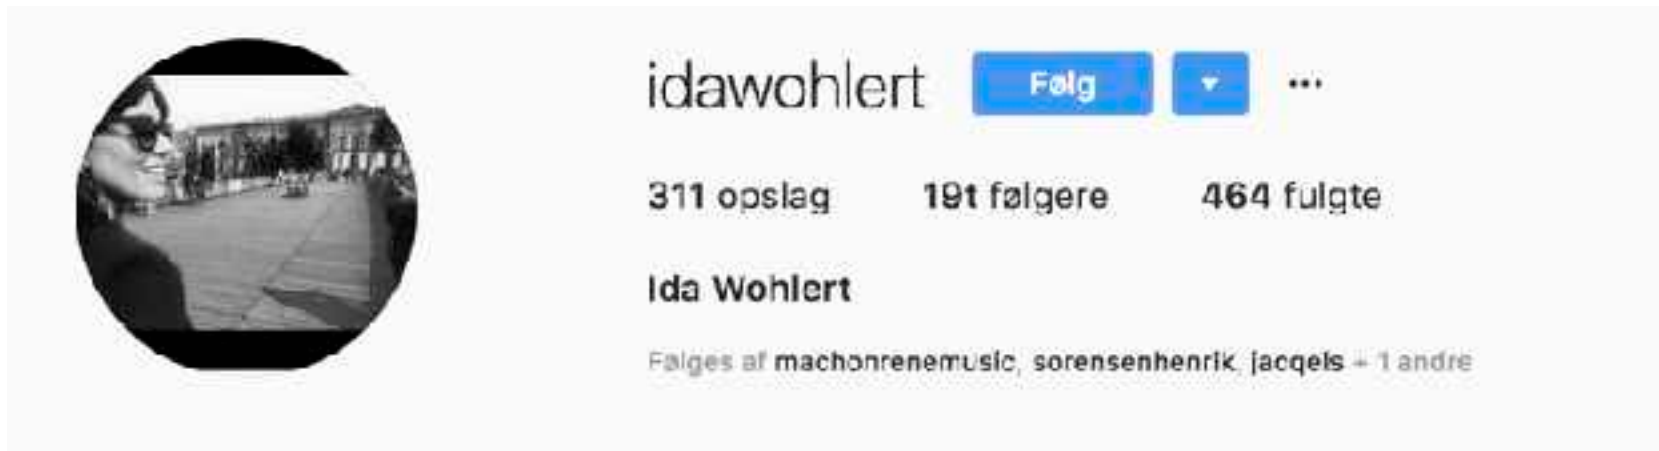 idawohlert Følg ...
311 opslag 19t følgere 464 fulgte
Ida Wohlert
Følges af machonrenemusic, sorensenhenrik, jacqels + 1 andre